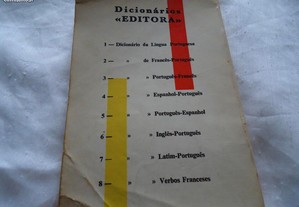 Dicionários
«EDITORA»
1 — Dicionário da Língua Portuguesa
2 — » de Francês-Português
3 — » » Português-Francês
4 — » » Espanhol-Português
5 — » » Português-Espanhol
6 — » » Inglês-Português
7 — » » Latim-Português
8 — » » Verbos Franceses